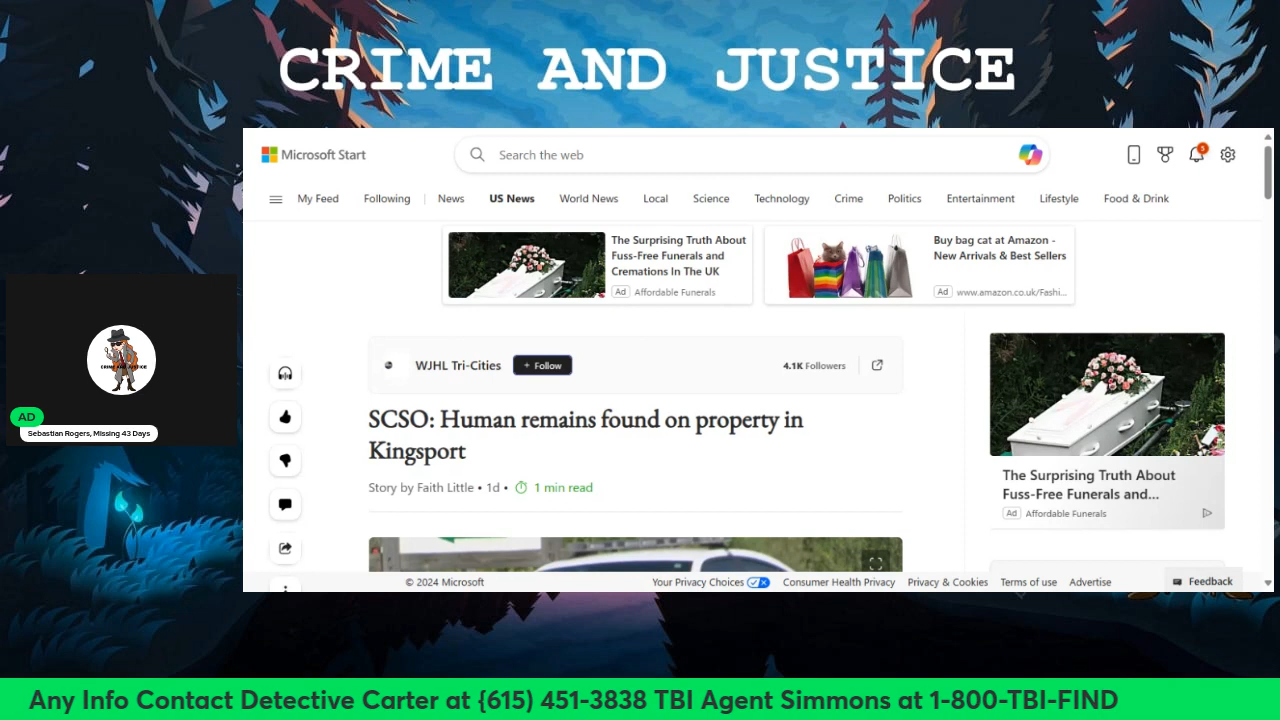 CRIME AND JUSTICE
Microsoft Start
Search the web
3
My Feed Following News US News World News Local Science Technology Crime Politics Entertainment Lifestyle Food & Drink
The Surprising Truth About
Fuss-Free Funerals and
Cremations In The UK
Ad Affordable Funerals
Buy bag cat at Amazon -
New Arrivals & Best Sellers
Ad www.amazon.co.uk/Fashi...
WJHL Tri-Cities + Follow 4.1K Followers
SCSO: Human remains found on property in
Kingsport
Story by Faith Little • 1d • 1 min read
The Surprising Truth About
Fuss-Free Funerals and...
Ad Affordable Funerals
CRIME AND JUSTICE
AD
Sebastian Rogers, Missing 43 Days
© 2024 Microsoft Your Privacy Choices Consumer Health Privacy Privacy & Cookies Terms of use Advertise Feedback
Any Info Contact Detective Carter at {615) 451-3838 TBI Agent Simmons at 1-800-TBI-FIND